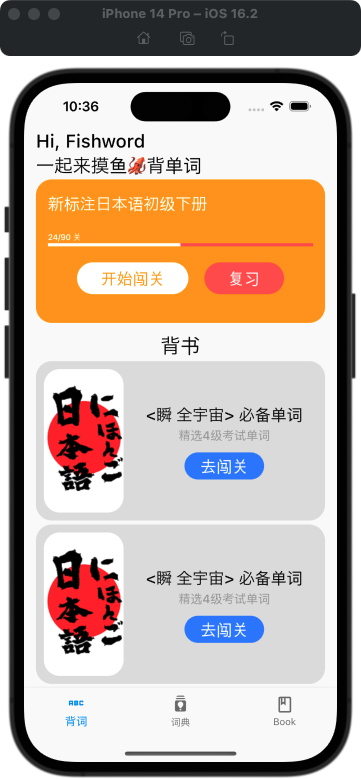 iPhone 14 Pro – iOS 16.2
10:36
Hi, Fishword
一起来摸鱼🦑背单词
新标注日本语初级下册
24/90 关
开始闯关
复习
背书
にほんご
日本語
<瞬 全宇宙> 必备单词
精选4级考试单词
去闯关
にほんご
日本語
<瞬 全宇宙> 必备单词
精选4级考试单词
去闯关
ABC
背词
词典
Book